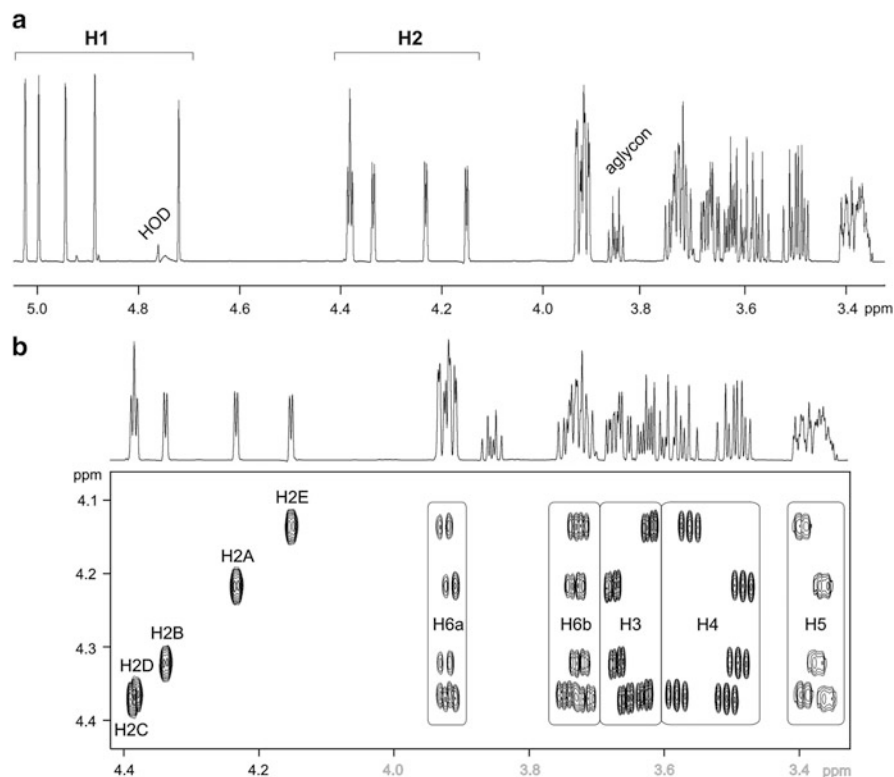 a
H1
H2
HOD
aglycon
5.0 4.8 4.6 4.4 4.2 4.0 3.8 3.6 3.4 ppm
b
ppm
4.1
4.2
4.3
4.4
H2E
H2A
H2B
H2D
H2C
H6a
H6b
H3
H4
H5
4.4 4.2 4.0 3.8 3.6 3.4 ppm